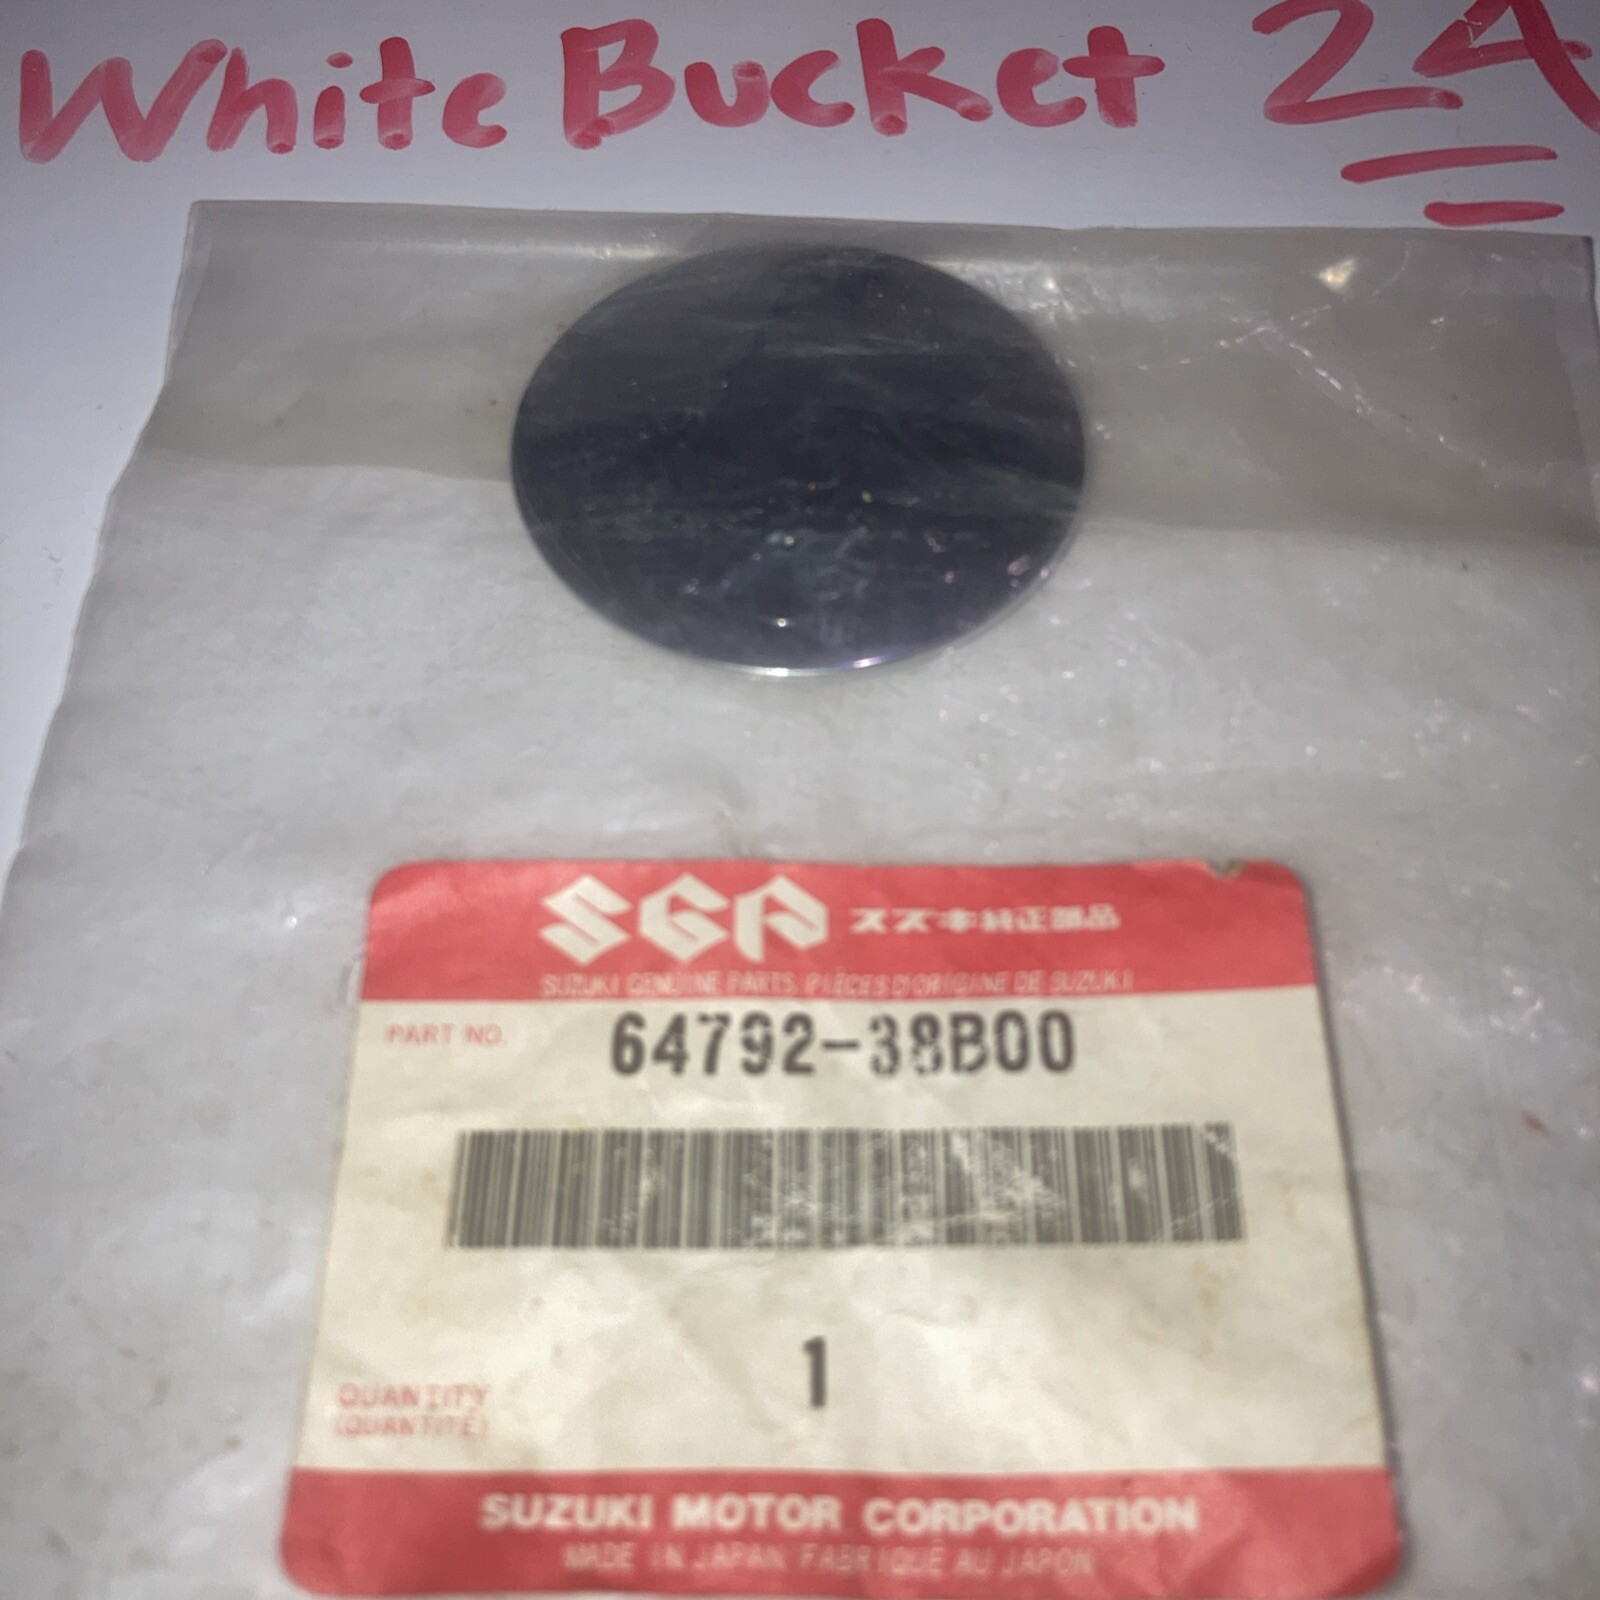 White Bucket 24
SGP スズキ純正部品
SUZUKI GENUINE PARTS, PIÈCES D'ORIGINE DE SUZUKI
PART NO. 64792-38B00
1
QUANTITY
(QUANTITÉ)
SUZUKI MOTOR CORPORATION
MADE IN JAPAN FABRIQUÉ AU JAPON